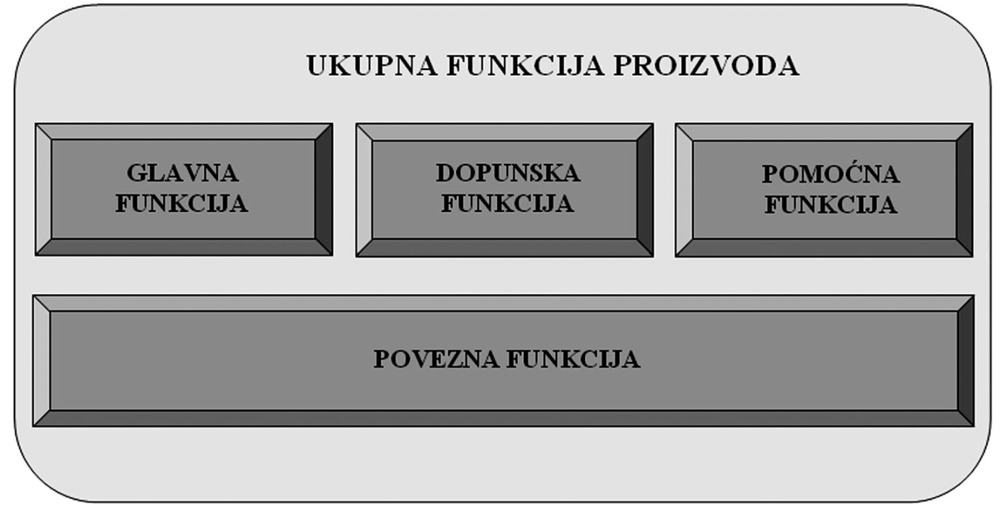 UKUPNA FUNKCIJA PROIZVODA
GLAVNA
FUNKCIJA
DOPUNSKA
FUNKCIJA
POMOĆNA
FUNKCIJA
POVEZNA FUNKCIJA